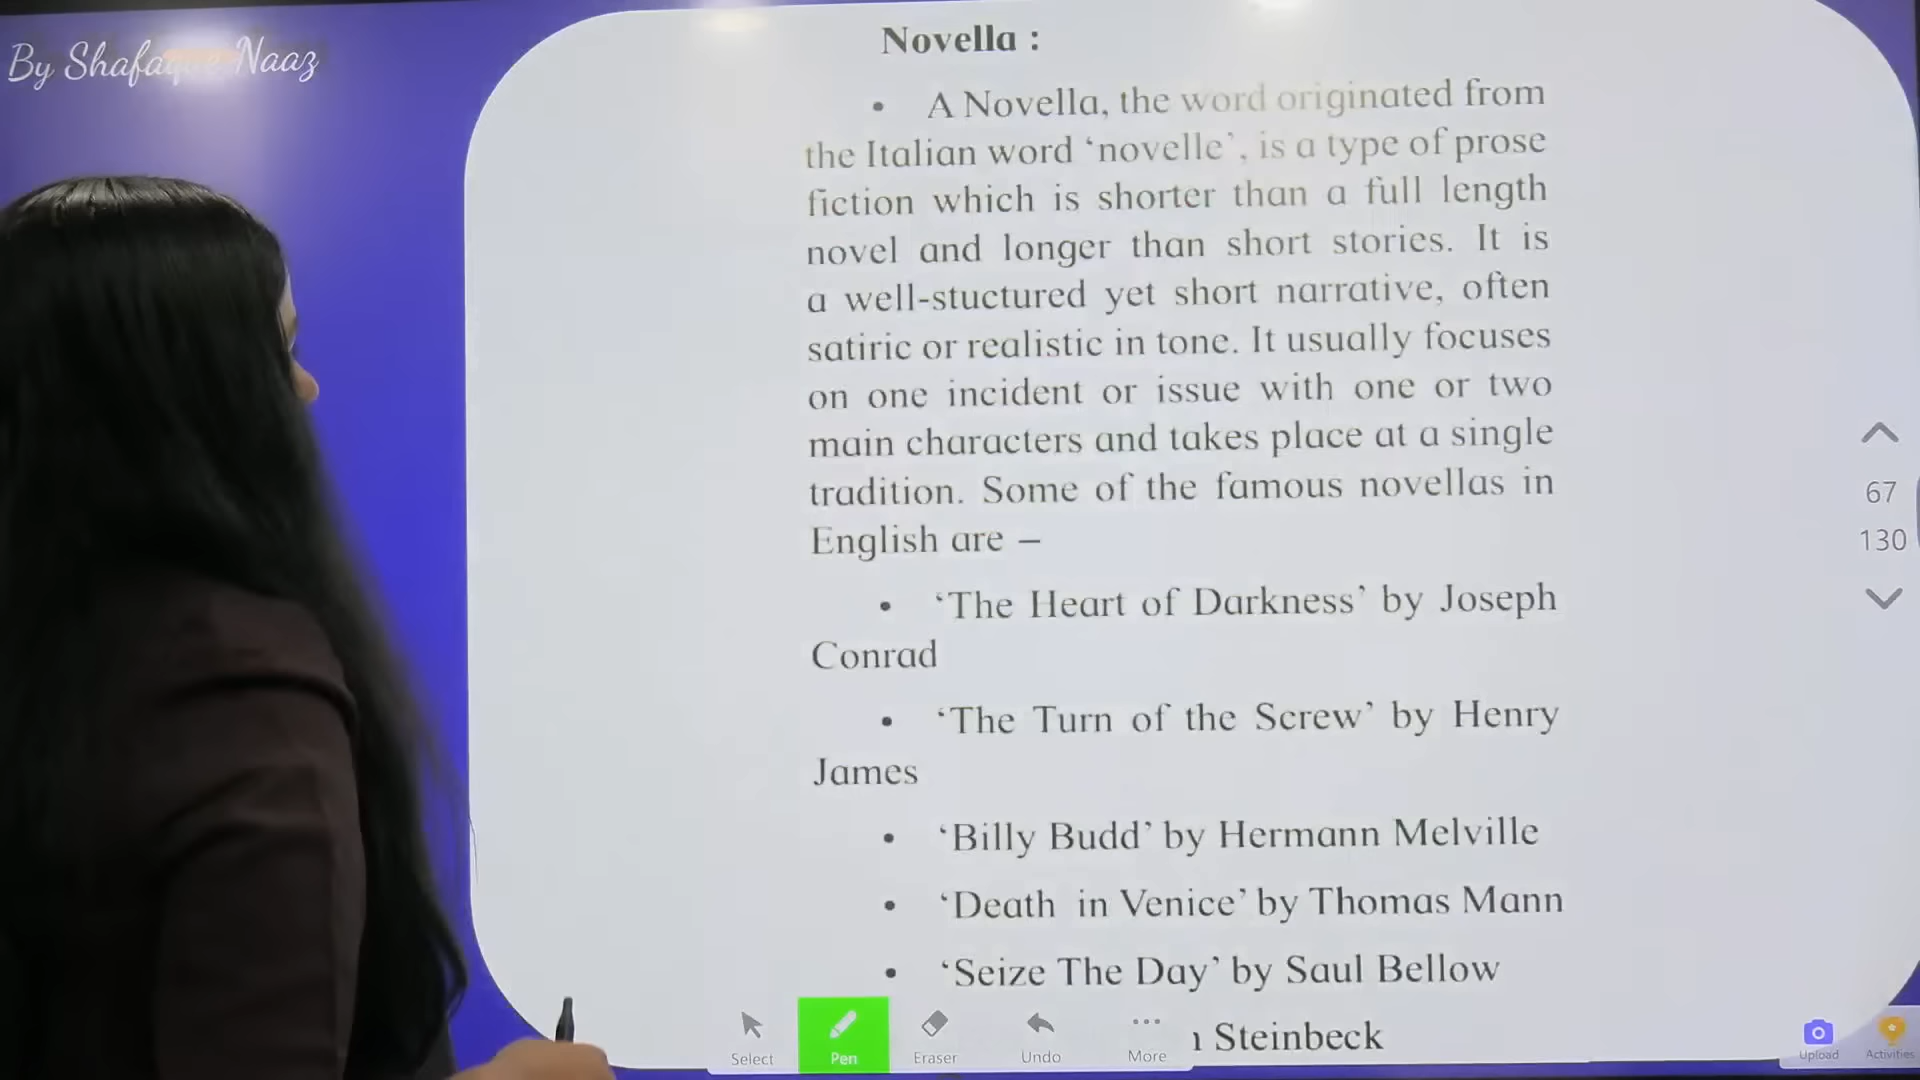 By Shafaque Naaz
Novella :
• A Novella, the word originated from
the Italian word ‘novelle’, is a type of prose
fiction which is shorter than a full length
novel and longer than short stories. It is
a well-stuctured yet short narrative, often
satiric or realistic in tone. It usually focuses
on one incident or issue with one or two
main characters and takes place at a single
tradition. Some of the famous novellas in
English are –
• ‘The Heart of Darkness’ by Joseph
Conrad
• ‘The Turn of the Screw’ by Henry
James
• ‘Billy Budd’ by Hermann Melville
• ‘Death in Venice’ by Thomas Mann
• ‘Seize The Day’ by Saul Bellow
Steinbeck
67
130
Select
Pen
Eraser
Undo
More
Upload
Activities